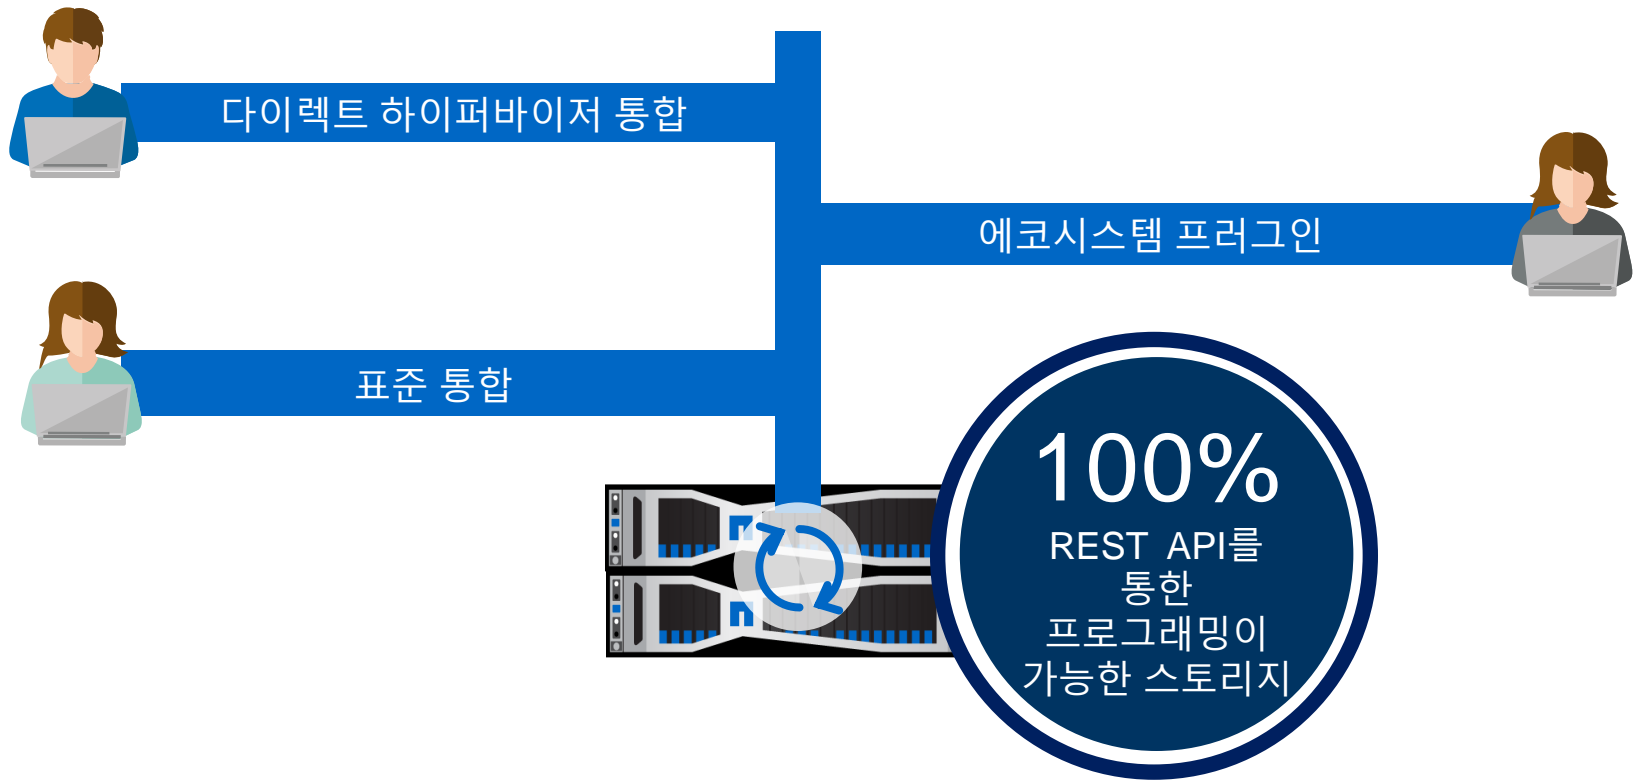 다이렉트 하이퍼바이저 통합
에코시스템 프러그인
표준 통합
100%
REST API를
통한
프로그래밍이
가능한 스토리지